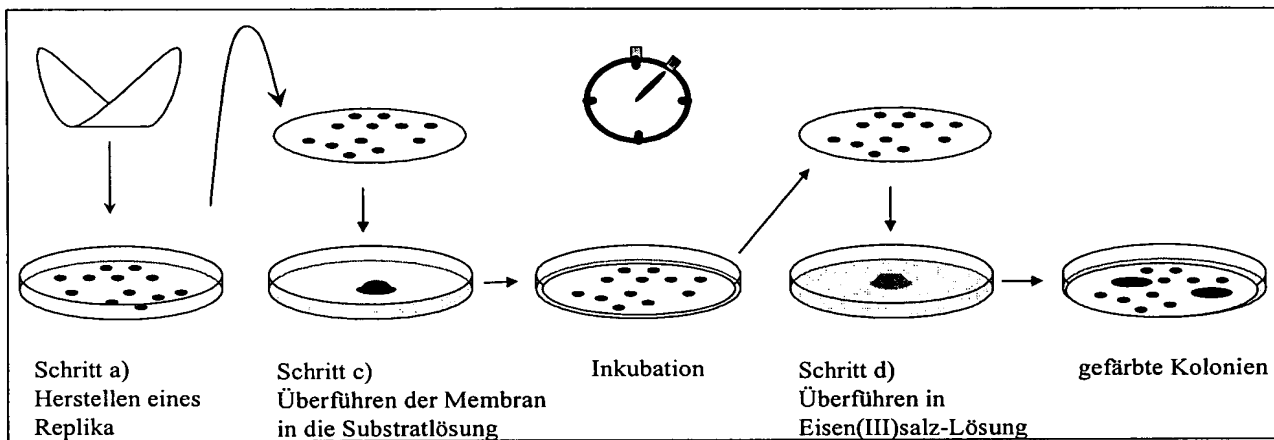 Schritt a)
Herstellen eines
Replika
Schritt c)
Überführen der Membran
in die Substratlösung
Inkubation
Schritt d)
Überführen in
Eisen(III)salz-Lösung
gefärbte Kolonien